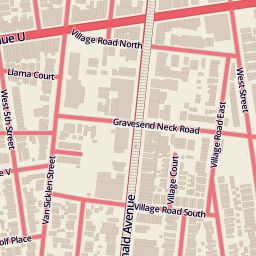 Village Road North
nue U
Llama Court
West Street
West 5th Street
Gravesend Neck Road
Village Road East
Van Sicklen Street
Village Court
e V
Village Road South
nald Avenue
olf Place